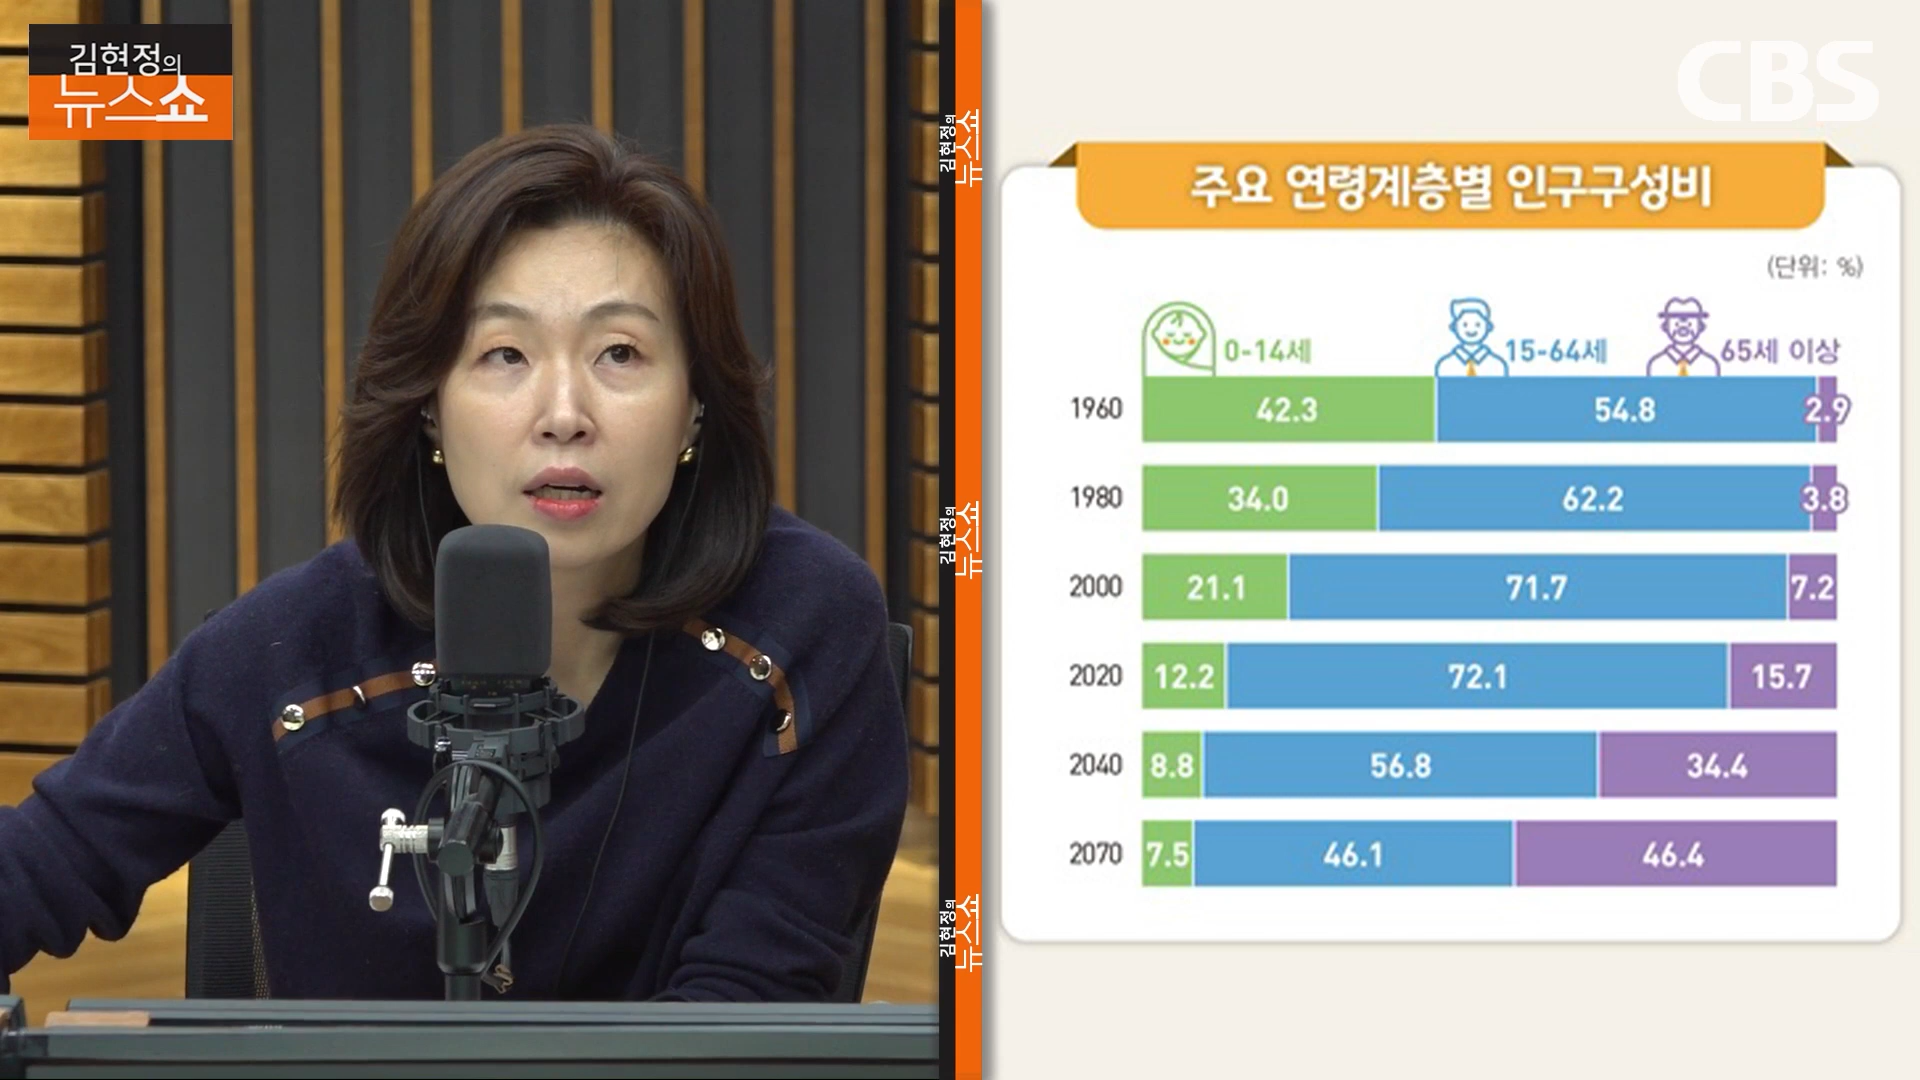 김현정의
뉴스쇼
김현정의
뉴스쇼
김현정의
뉴스쇼
김현정의
뉴스쇼
CBS
주요 연령계층별 인구구성비
(단위: %)
0-14세 15-64세 65세 이상
1960 42.3 54.8 2.9
1980 34.0 62.2 3.8
2000 21.1 71.7 7.2
2020 12.2 72.1 15.7
2040 8.8 56.8 34.4
2070 7.5 46.1 46.4